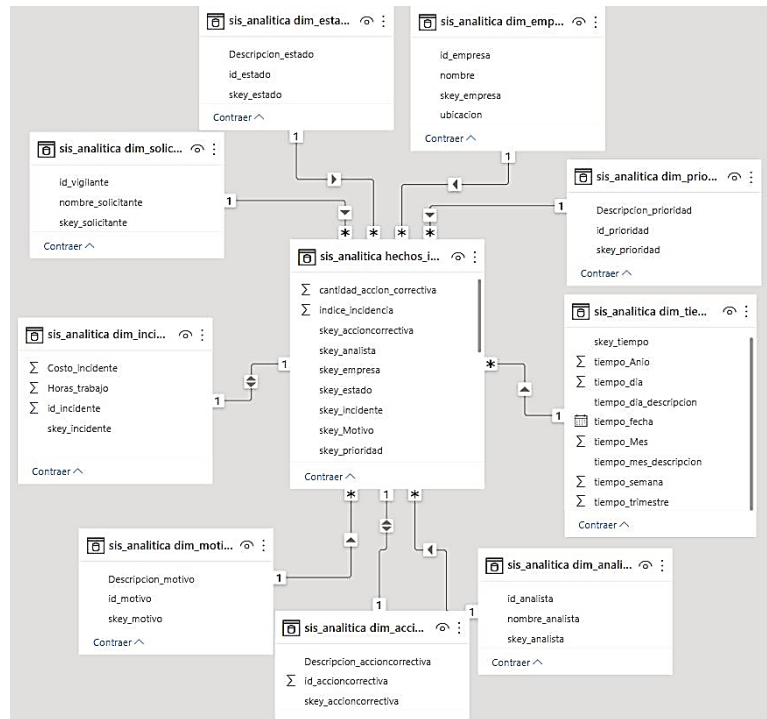 sis_analitica dim_esta...
Descripcion_estado
id_estado
skey_estado
Contraer
sis_analitica dim_emp...
id_empresa
nombre
skey_empresa
ubicacion
Contraer
sis_analitica dim_solic...
id_vigilante
nombre_solicitante
skey_solicitante
Contraer
sis_analitica dim_prio...
Descripcion_prioridad
id_prioridad
skey_prioridad
Contraer
1
1
1
1
*
*
*
*
sis_analitica hechos_i...
Σ cantidad_accion_correctiva
Σ indice_incidencia
skey_accioncorrectiva
skey_analista
skey_empresa
skey_estado
skey_incidente
skey_Motivo
skey_prioridad
Contraer
sis_analitica dim_inci...
Σ Costo_incidente
Σ Horas_trabajo
Σ id_incidente
skey_incidente
Contraer
1
1
sis_analitica dim_tie...
skey_tiempo
Σ tiempo_Anio
Σ tiempo_dia
tiempo_dia_descripcion
tiempo_fecha
Σ tiempo_Mes
tiempo_mes_descripcion
Σ tiempo_semana
Σ tiempo_trimestre
Contraer
*
1
*
1
*
sis_analitica dim_moti...
Descripcion_motivo
id_motivo
skey_motivo
Contraer
1
1
1
sis_analitica dim_acci...
Descripcion_accioncorrectiva
Σ id_accioncorrectiva
skey_accioncorrectiva
sis_analitica dim_anali...
id_analista
nombre_analista
skey_analista
Contraer